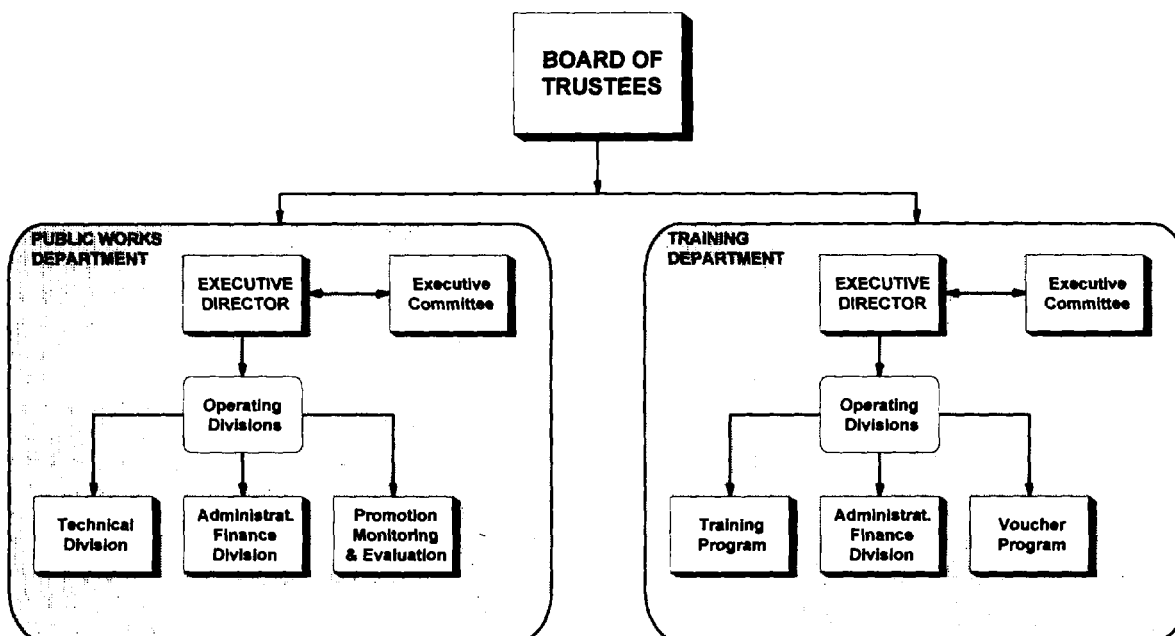 BOARD OF
TRUSTEES
PUBLIC WORKS
DEPARTMENT
EXECUTIVE
DIRECTOR
Executive
Committee
Operating
Divisions
Technical
Division
Administrat.
Finance
Division
Promotion
Monitoring
& Evaluation
TRAINING
DEPARTMENT
EXECUTIVE
DIRECTOR
Executive
Committee
Operating
Divisions
Training
Program
Administrat.
Finance
Division
Voucher
Program